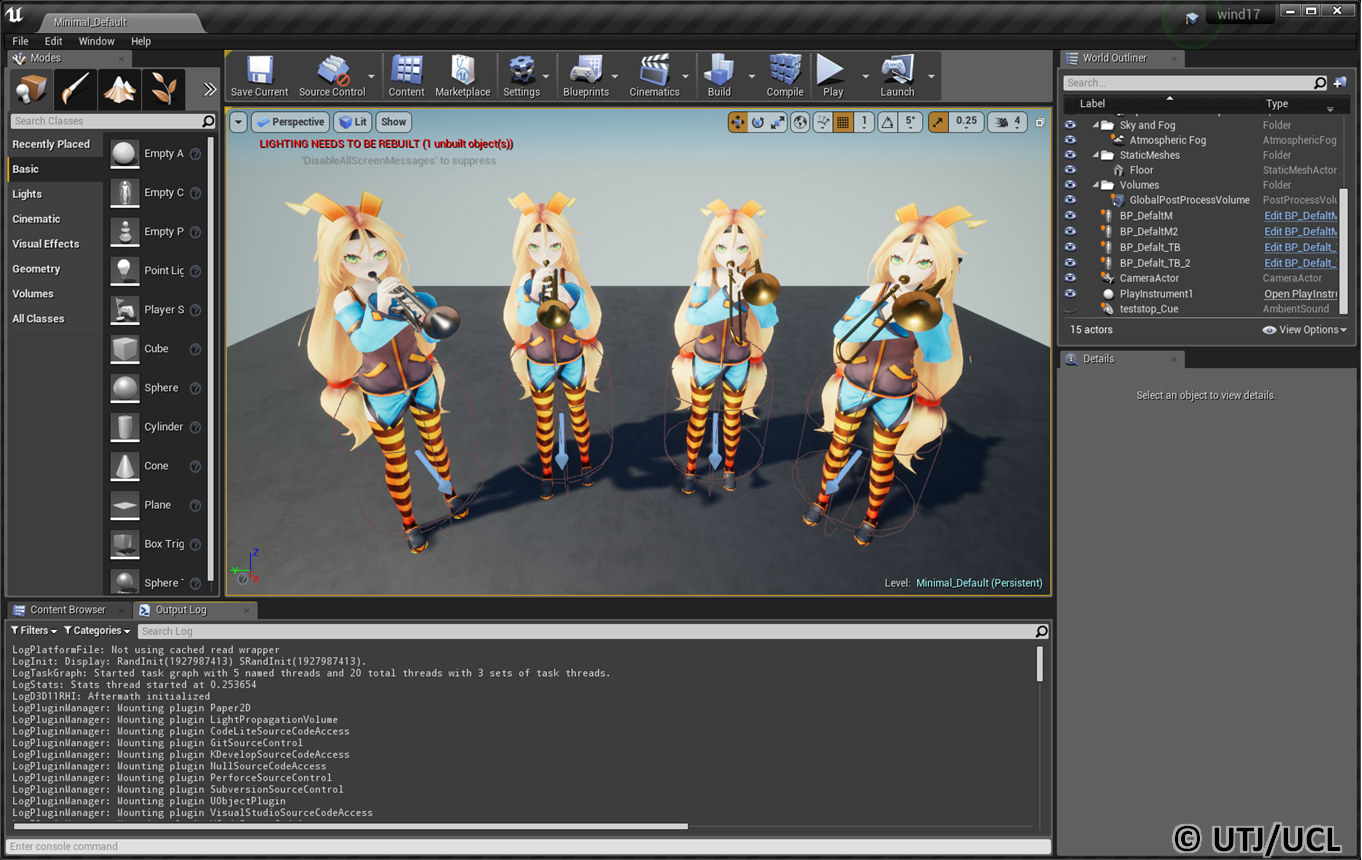 Minimal_Default
wind17
File Edit Window Help
Modes
Search Classes
Recently Placed
Basic
Lights
Cinematic
Visual Effects
Geometry
Volumes
All Classes
Empty A
Empty C
Empty P
Point Lig
Player S
Cube
Sphere
Cylinder
Cone
Plane
Box Trig
Sphere
Save Current Source Control Content Marketplace Settings Blueprints Cinematics Build Compile Play Launch
Perspective Lit Show 1 5° 0.25 4
LIGHTING NEEDS TO BE REBUILT (1 unbuilt object(s))
'DisableAllScreenMessages' to suppress
Z
Y
X
Level: Minimal_Default (Persistent)
World Outliner
Search...
Label Type
Sky and Fog Folder
Atmospheric Fog AtmosphericFog
StaticMeshes Folder
Floor StaticMeshActor
Volumes Folder
GlobalPostProcessVolume PostProcessVolu
BP_DefaltM Edit BP_DefaltM
BP_DefaltM2 Edit BP_DefaltM
BP_Defalt_TB Edit BP_Defalt_
BP_Defalt_TB_2 Edit BP_Defalt_
CameraActor CameraActor
PlayInstrument1 Open PlayInstr
teststop_Cue AmbientSound
15 actors View Options
Details
Select an object to view details.
Content Browser Output Log
Filters Categories Search Log
LogPlatformFile: Not using cached read wrapper
LogInit: Display: RandInit(1927987413) SRandInit(1927987413).
LogTaskGraph: Started task graph with 5 named threads and 20 total threads with 3 sets of task threads.
LogStats: Stats thread started at 0.253654
LogD3D11RHI: Aftermath initialized
LogPluginManager: Mounting plugin Paper2D
LogPluginManager: Mounting plugin LightPropagationVolume
LogPluginManager: Mounting plugin CodeLiteSourceCodeAccess
LogPluginManager: Mounting plugin GitSourceControl
LogPluginManager: Mounting plugin KDevelopSourceCodeAccess
LogPluginManager: Mounting plugin NullSourceCodeAccess
LogPluginManager: Mounting plugin PerforceSourceControl
LogPluginManager: Mounting plugin SubversionSourceControl
LogPluginManager: Mounting plugin UObjectPlugin
LogPluginManager: Mounting plugin VisualStudioSourceCodeAccess
Enter console command
© UTJ/UCL